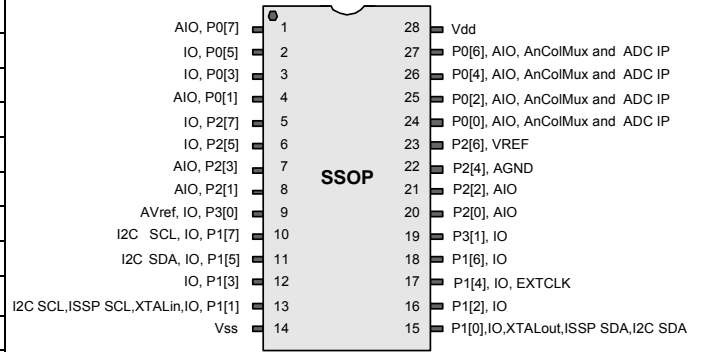 AIO, P0[7] 1 28 Vdd
IO, P0[5] 2 27 P0[6], AIO, AnColMux and ADC IP
IO, P0[3] 3 26 P0[4], AIO, AnColMux and ADC IP
AIO, P0[1] 4 25 P0[2], AIO, AnColMux and ADC IP
IO, P2[7] 5 24 P0[0], AIO, AnColMux and ADC IP
IO, P2[5] 6 23 P2[6], VREF
AIO, P2[3] 7 SSOP 22 P2[4], AGND
AIO, P2[1] 8 21 P2[2], AIO
AVref, IO, P3[0] 9 20 P2[0], AIO
I2C SCL, IO, P1[7] 10 19 P3[1], IO
I2C SDA, IO, P1[5] 11 18 P1[6], IO
IO, P1[3] 12 17 P1[4], IO, EXTCLK
I2C SCL,ISSP SCL,XTALin,IO, P1[1] 13 16 P1[2], IO
Vss 14 15 P1[0],IO,XTALout,ISSP SDA,I2C SDA